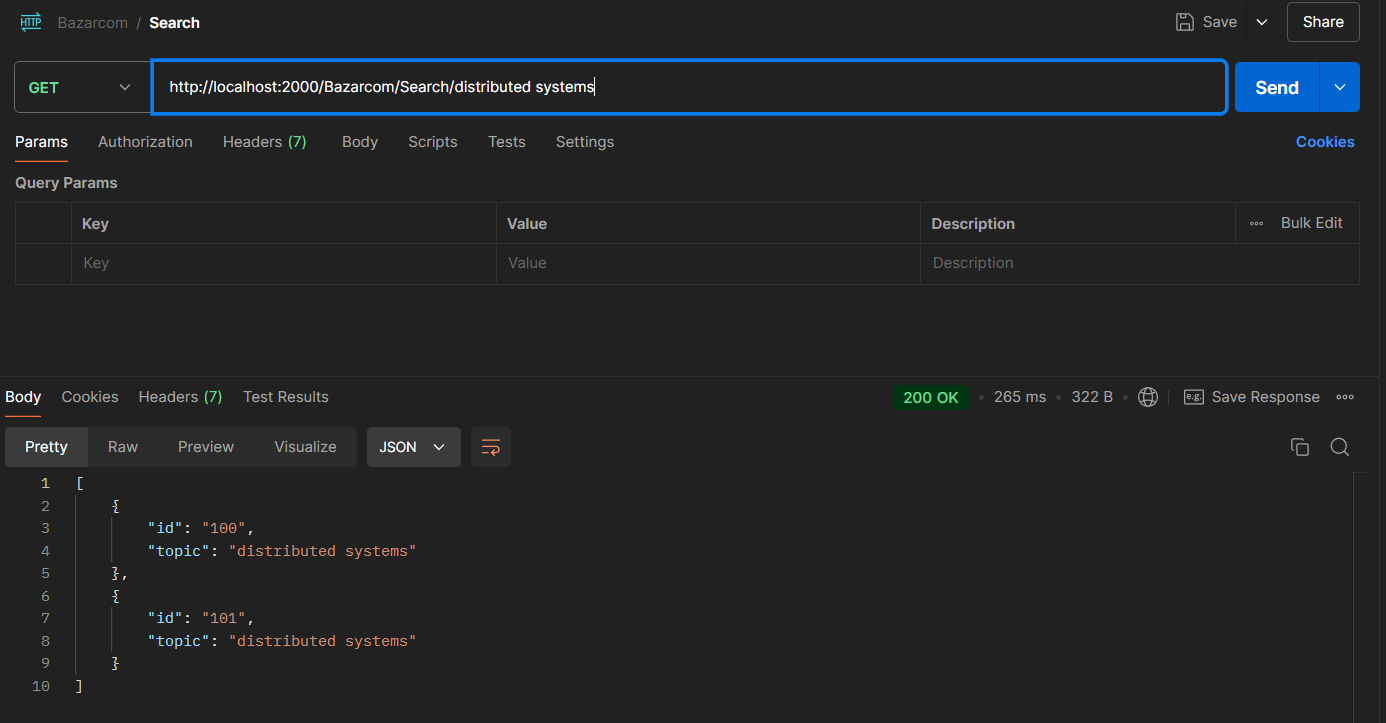 HTTP Bazarcom / Search Save Share
GET http://localhost:2000/Bazarcom/Search/distributed systems Send
Params Authorization Headers (7) Body Scripts Tests Settings Cookies
Query Params
Key Value Description Bulk Edit
Key Value Description
Body Cookies Headers (7) Test Results 200 OK • 265 ms • 322 B • e.g. Save Response
Pretty Raw Preview Visualize JSON
1 [
2 {
3 "id": "100",
4 "topic": "distributed systems"
5 },
6 {
7 "id": "101",
8 "topic": "distributed systems"
9 }
10 ]